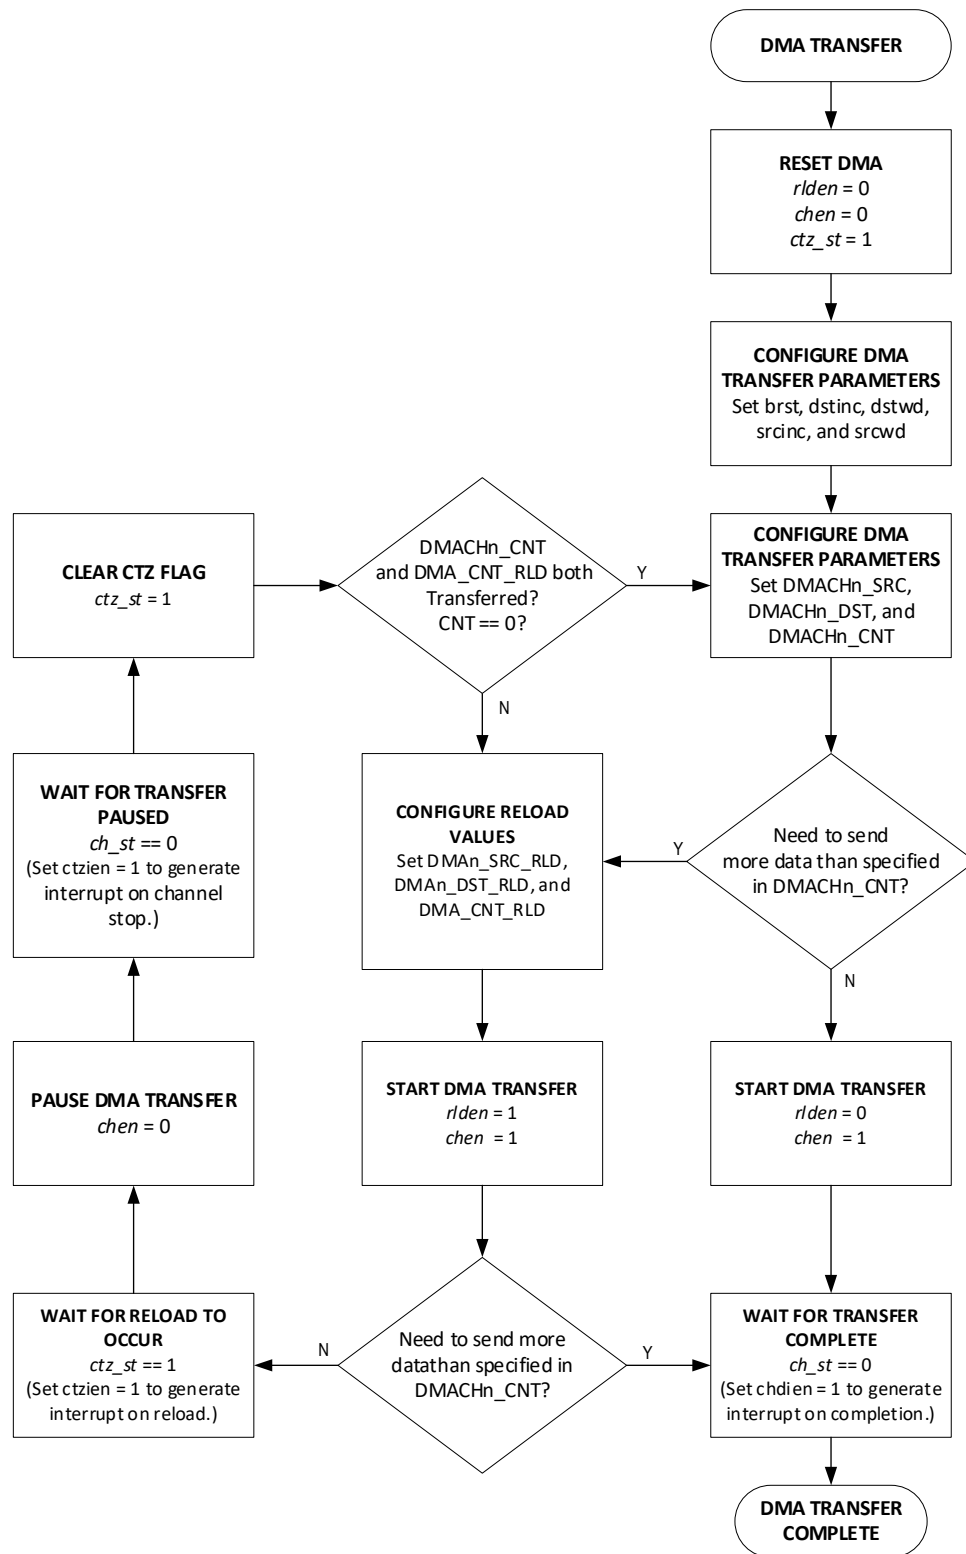 DMA TRANSFER
RESET DMA
rlden = 0
chen = 0
ctz_st = 1
CONFIGURE DMA
TRANSFER PARAMETERS
Set brst, dstinc, dstwd,
srcinc, and srcwd
CLEAR CTZ FLAG
ctz_st = 1
DMACHn_CNT
and DMA_CNT_RLD both
Transferred?
CNT == 0?
Y
N
CONFIGURE DMA
TRANSFER PARAMETERS
Set DMACHn_SRC,
DMACHn_DST, and
DMACHn_CNT
WAIT FOR TRANSFER
PAUSED
ch_st == 0
(Set ctzien = 1 to generate
interrupt on channel
stop.)
CONFIGURE RELOAD
VALUES
Set DMAn_SRC_RLD,
DMAn_DST_RLD, and
DMA_CNT_RLD
Y
Need to send
more data than specified
in DMACHn_CNT?
N
PAUSE DMA TRANSFER
chen = 0
START DMA TRANSFER
rlden = 1
chen = 1
START DMA TRANSFER
rlden = 0
chen = 1
WAIT FOR RELOAD TO
OCCUR
ctz_st == 1
(Set ctzien = 1 to generate
interrupt on reload.)
N
Need to send more
datathan specified in
DMACHn_CNT?
Y
WAIT FOR TRANSFER
COMPLETE
ch_st == 0
(Set chdien = 1 to generate
interrupt on completion.)
DMA TRANSFER
COMPLETE